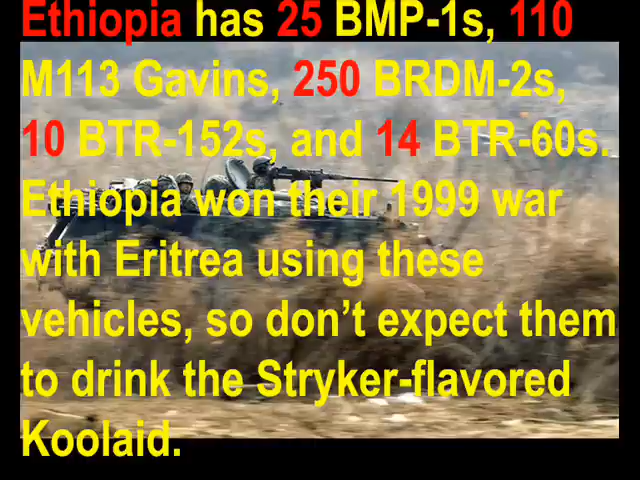 Ethiopia has 25 BMP-1s, 110
M113 Gavins, 250 BRDM-2s,
10 BTR-152s, and 14 BTR-60s.
Ethiopia won their 1999 war
with Eritrea using these
vehicles, so don’t expect them
to drink the Stryker-flavored
Koolaid.